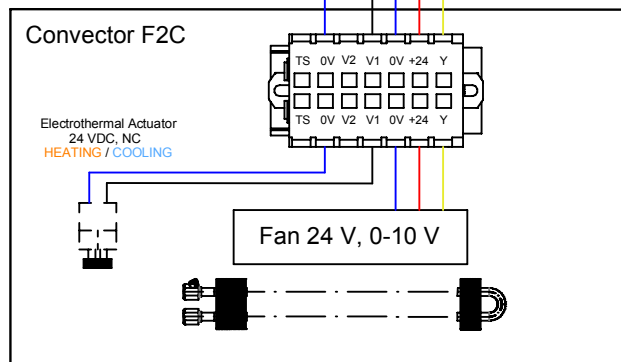 Convector F2C
TS 0V V2 V1 0V +24 Y
TS 0V V2 V1 0V +24 Y
Electrothermal Actuator
24 VDC, NC
HEATING / COOLING
Fan 24 V, 0-10 V